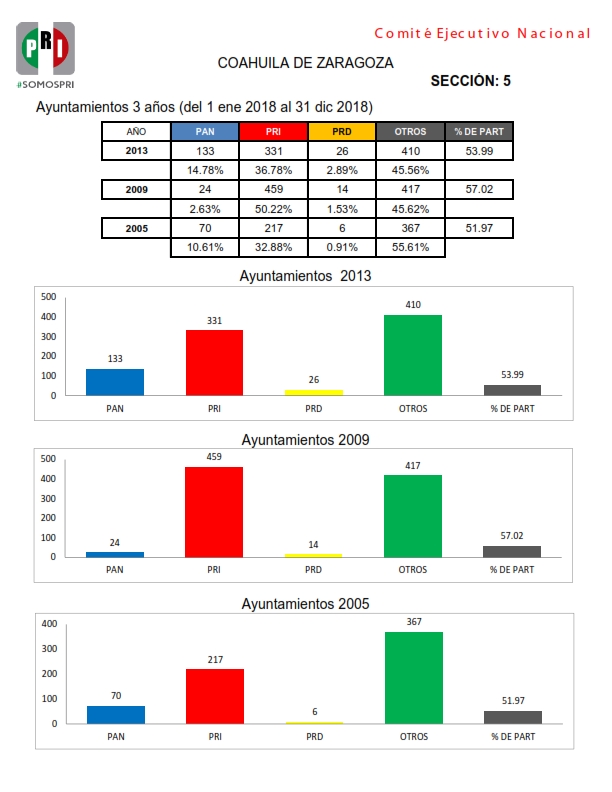 Comité Ejecutivo Nacional
PRI
#SOMOSPRI
COAHUILA DE ZARAGOZA
SECCIÓN: 5
Ayuntamientos 3 años (del 1 ene 2018 al 31 dic 2018)
AÑO PAN PRI PRD OTROS % DE PART
2013 133 331 26 410 53.99
14.78% 36.78% 2.89% 45.56%
2009 24 459 14 417 57.02
2.63% 50.22% 1.53% 45.62%
2005 70 217 6 367 51.97
10.61% 32.88% 0.91% 55.61%
Ayuntamientos 2013
500
400
300
200
100
0
133 331 26 410 53.99
PAN PRI PRD OTROS % DE PART
Ayuntamientos 2009
500
400
300
200
100
0
24 459 14 417 57.02
PAN PRI PRD OTROS % DE PART
Ayuntamientos 2005
400
300
200
100
0
70 217 6 367 51.97
PAN PRI PRD OTROS % DE PART